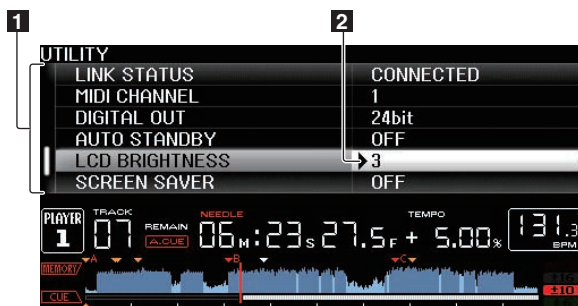 1
2
UTILITY
LINK STATUS CONNECTED
MIDI CHANNEL 1
DIGITAL OUT 24bit
AUTO STANDBY OFF
LCD BRIGHTNESS 3
SCREEN SAVER OFF
PLAYER 1
TRACK 07
REMAIN
A.CUE
NEEDLE
06M:23S27.5F
TEMPO
+ 5.00%
131.3 BPM
A B C
MEMORY
CUE
±16
±10